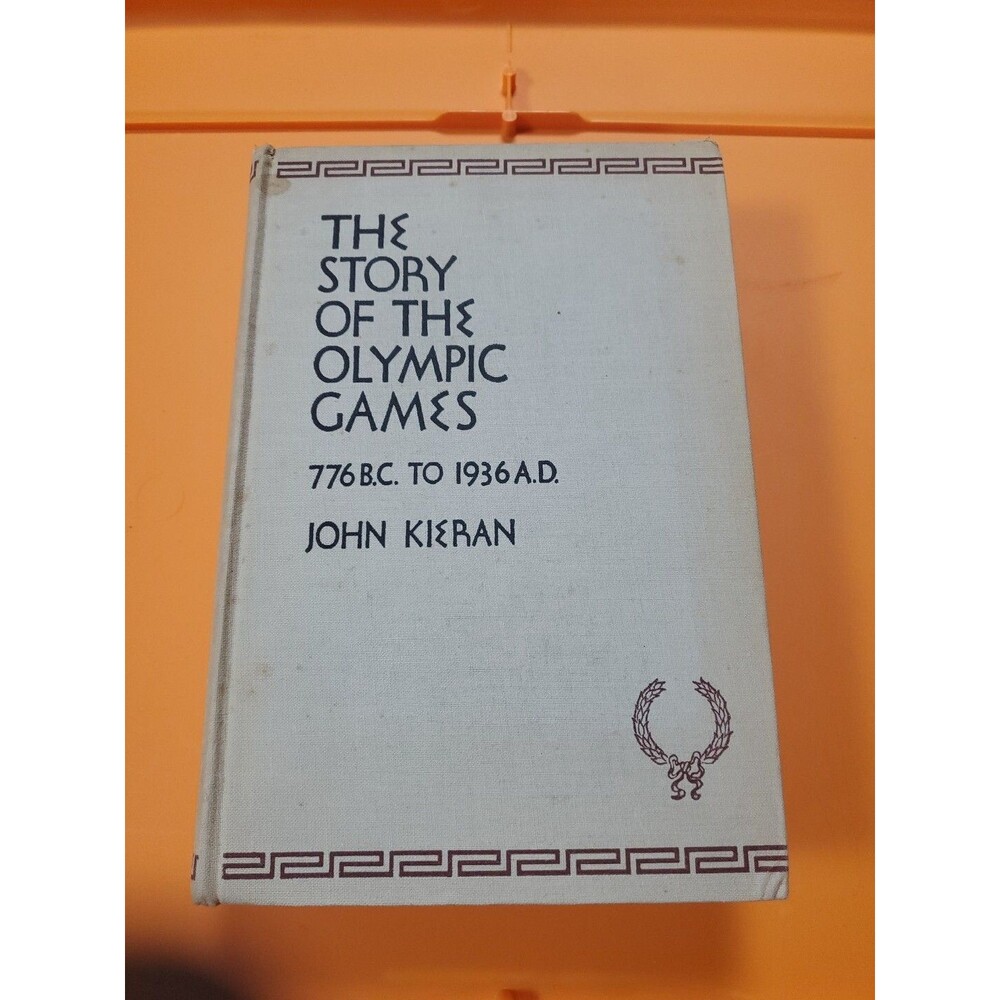 THE
STORY
OF THE
OLYMPIC
GAMES
776 B.C. TO 1936 A.D.
JOHN KIERAN